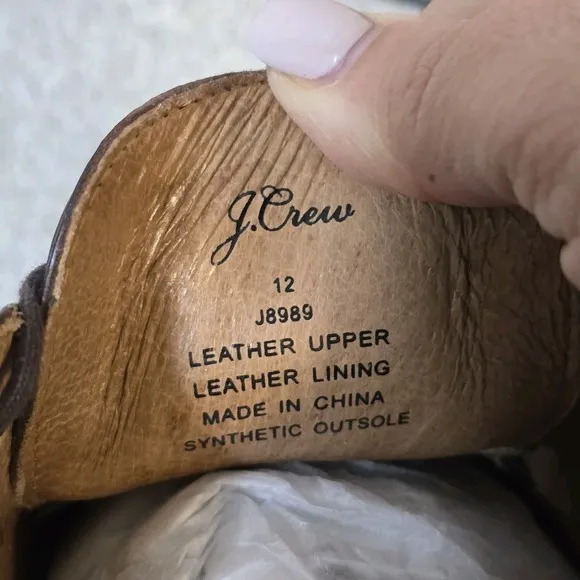 J.Crew
12
J8989
LEATHER UPPER
LEATHER LINING
MADE IN CHINA
SYNTHETIC OUTSOLE